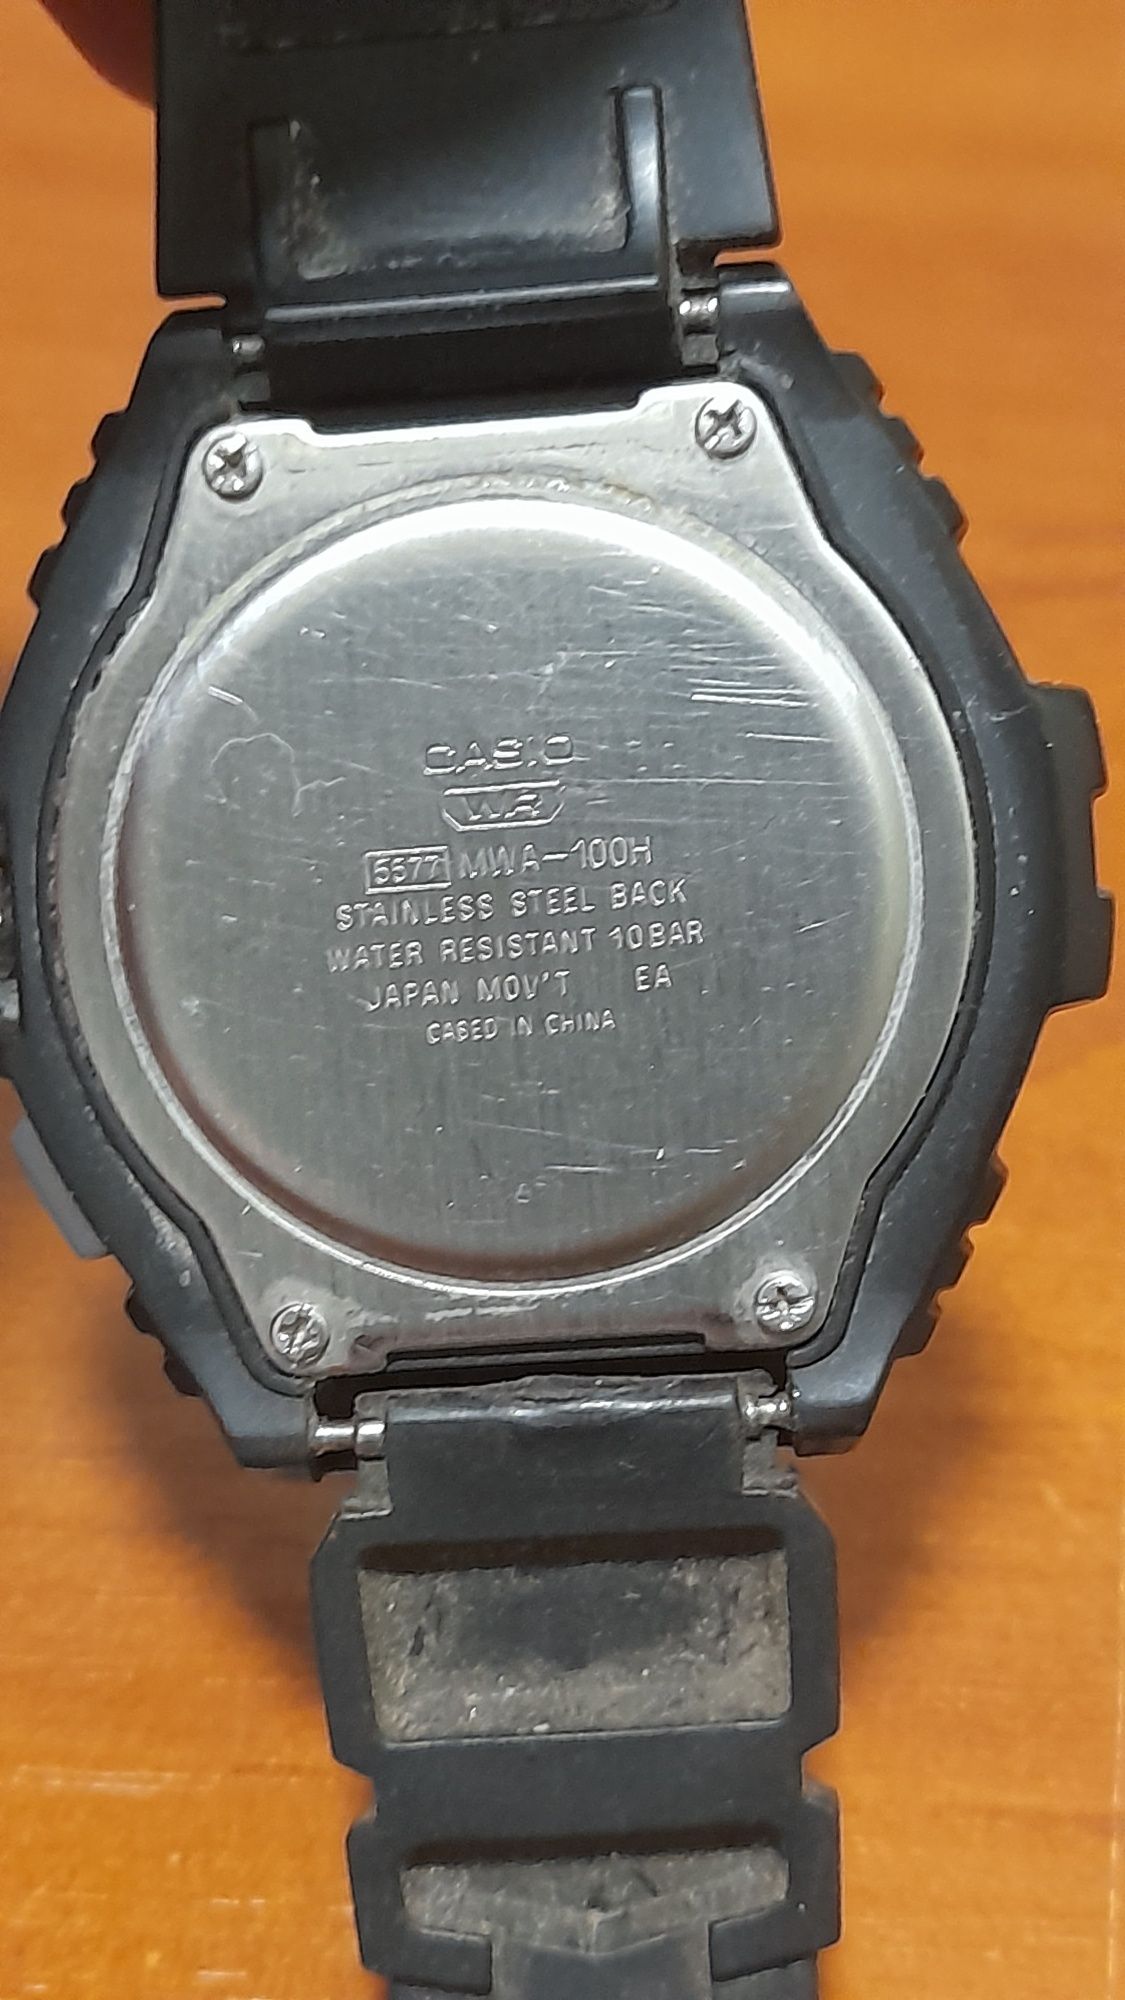 CASIO
WR
5577 MWA-100H
STAINLESS STEEL BACK
WATER RESISTANT 10BAR
JAPAN MOV'T EA
CASED IN CHINA